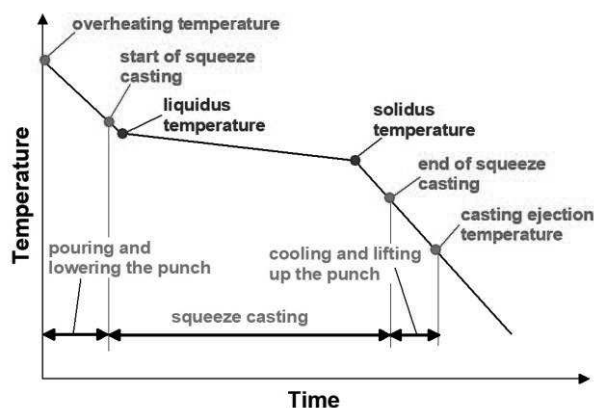 overheating temperature
start of squeeze
casting
liquidus
temperature
solidus
temperature
end of squeeze
casting
casting ejection
temperature
Temperature
pouring and
lowering the punch
cooling and lifting
up the punch
squeeze casting
Time